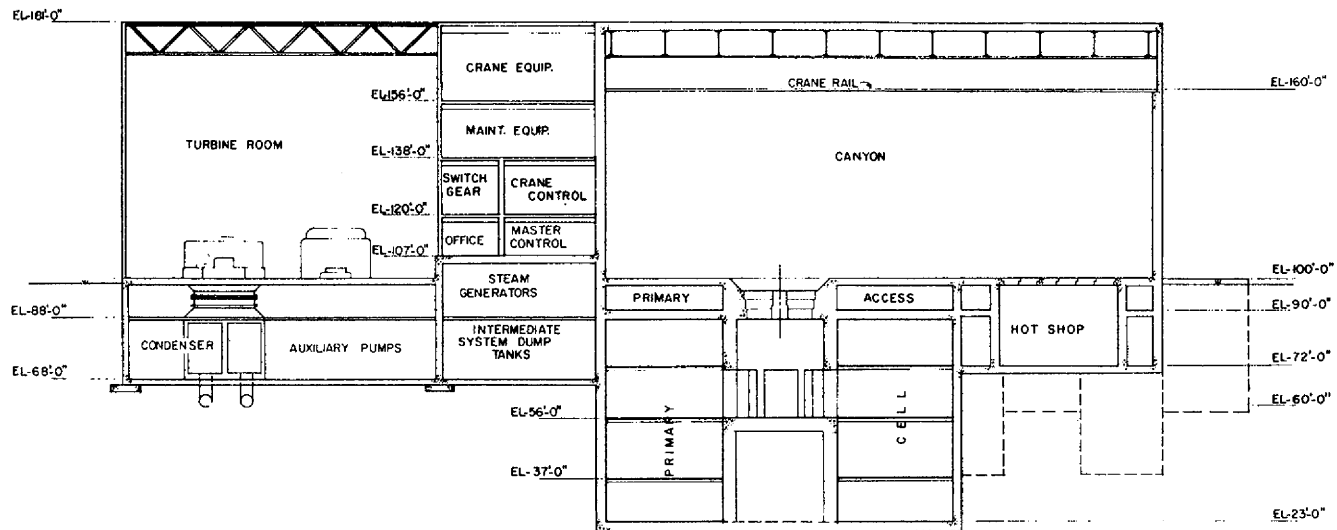 EL-181'-0"
CRANE EQUIP.
CRANE RAIL
EL-160'-0"
EL-156'-0"
TURBINE ROOM
MAINT. EQUIP.
EL-138'-0"
CANYON
SWITCH
GEAR
CRANE
CONTROL
EL-120'-0"
OFFICE
MASTER
CONTROL
EL-107'-0"
EL-100'-0"
STEAM
GENERATORS
PRIMARY
ACCESS
EL-90'-0"
EL-88'-0"
HOT SHOP
CONDENSER
AUXILIARY PUMPS
INTERMEDIATE
SYSTEM DUMP
TANKS
EL-72'-0"
EL-68'-0"
EL-60'-0"
EL-56'-0"
PRIMARY
CELL
EL-37'-0"
EL-23'-0"